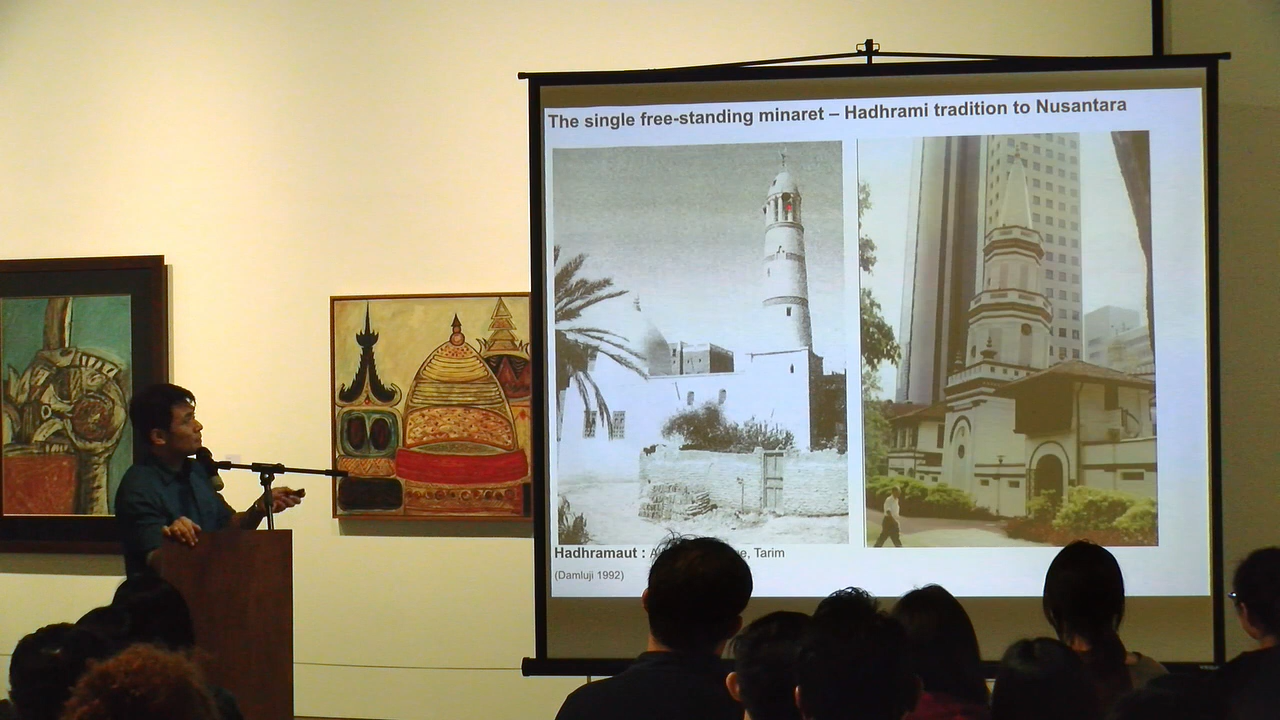 The single free-standing minaret – Hadhrami tradition to Nusantara
Hadhramaut : e, Tarim
(Damluji 1992)